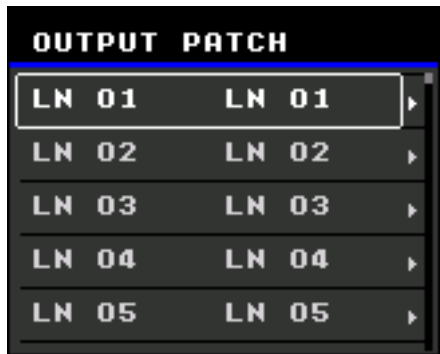 OUTPUT PATCH
LN 01 LN 01
LN 02 LN 02
LN 03 LN 03
LN 04 LN 04
LN 05 LN 05